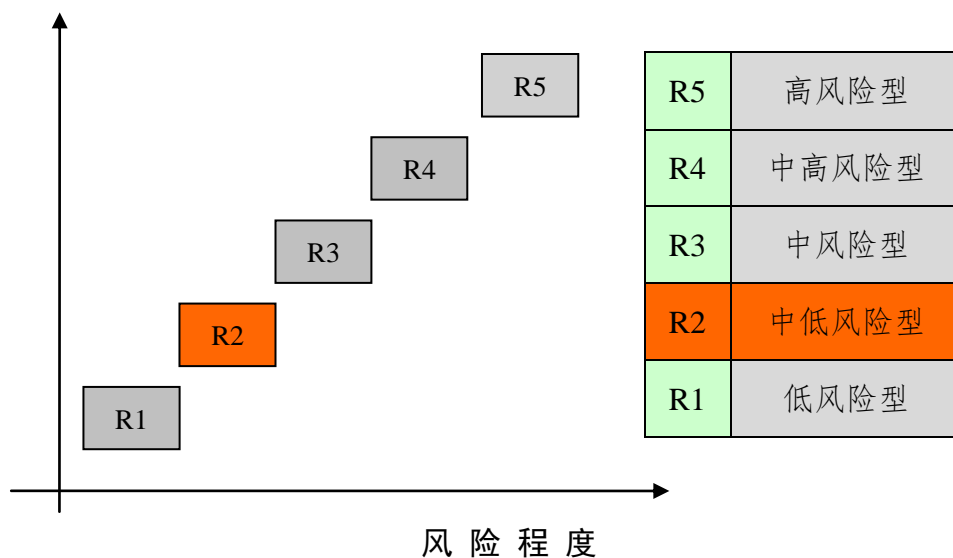 R5
R4
R3
R2
R1
风险程度
R5 高风险型
R4 中高风险型
R3 中风险型
R2 中低风险型
R1 低风险型